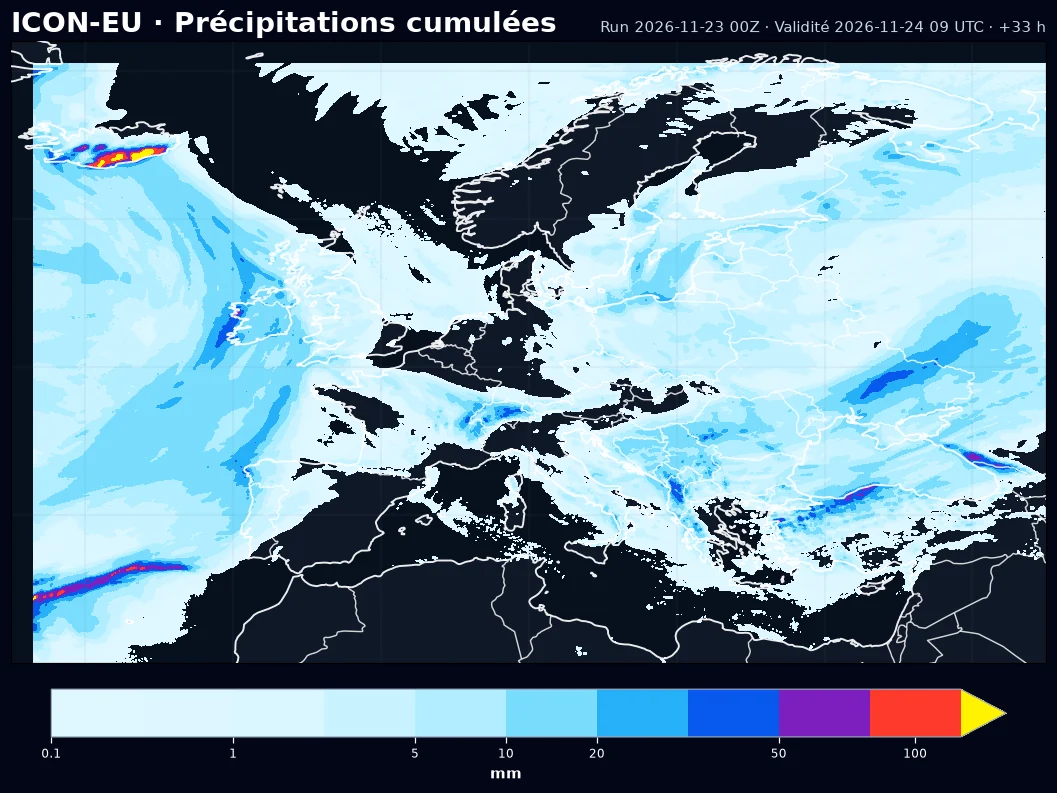 ICON-EU · Précipitations cumulées
Run 2026-11-23 00Z · Validité 2026-11-24 09 UTC · +33 h
0.1 1 5 10 20 50 100
mm